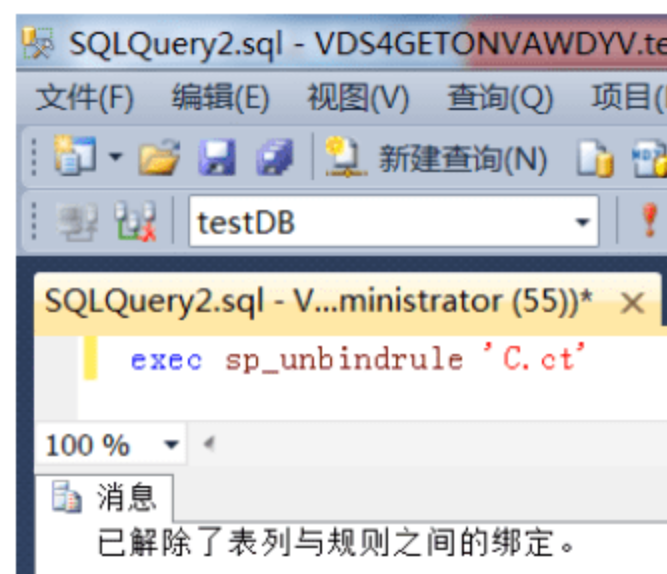 SQLQuery2.sql - VDS4GETONVAWDYV.te
文件(F) 编辑(E) 视图(V) 查询(Q) 项目(
新建查询(N)
testDB
SQLQuery2.sql - V...ministrator (55))*
exec sp_unbindrule 'C.ct'
100 %
消息
已解除了表列与规则之间的绑定。